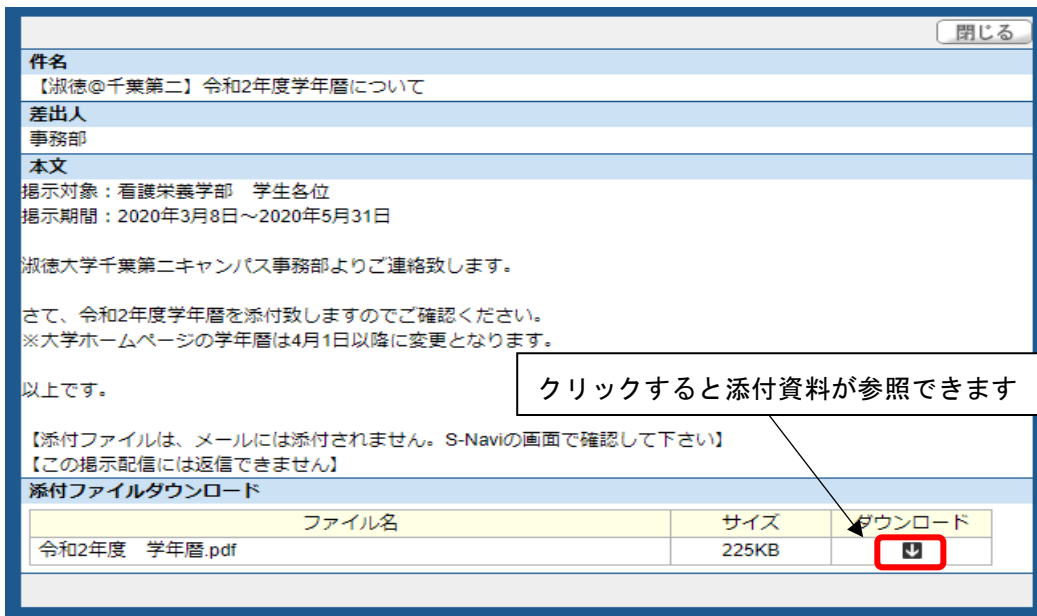 閉じる
件名
【淑徳@千葉第二】令和2年度学年暦について
差出人
事務部
本文
掲示対象：看護栄養学部　学生各位
掲示期間：2020年3月8日～2020年5月31日
淑徳大学千葉第二キャンパス事務部よりご連絡致します。
さて、令和2年度学年暦を添付致しますのでご確認ください。
※大学ホームページの学年暦は4月1日以降に変更となります。
クリックすると添付資料が参照できます
以上です。
【添付ファイルは、メールには添付されません。S-Naviの画面で確認して下さい】
【この掲示配信には返信できません】
添付ファイルダウンロード
ファイル名 サイズ ダウンロード
令和2年度　学年暦.pdf 225KB